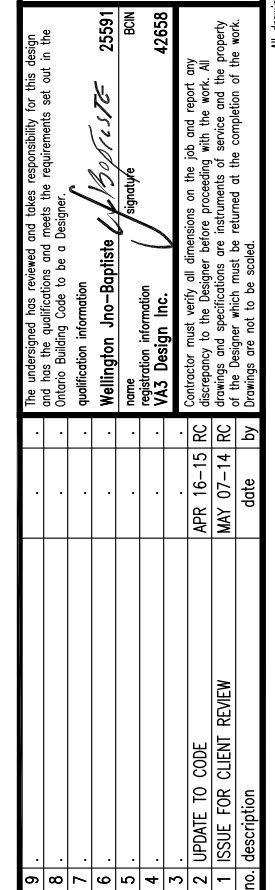 The undersigned has reviewed and takes responsibility for this design
and has the qualifications and meets the requirements set out in the
Ontario Building Code to be a Designer.
qualification information
Wellington Jno-Baptiste 25591
name signature BCIN
registration information
VA3 Design Inc. 42658
Contractor must verify all dimensions on the job and report any
discrepancy to the Designer before proceeding with the work. All
drawings and specifications are instruments of service and the property
of the Designer which must be returned at the completion of the work.
Drawings are not to be scaled.
9 . . .
8 . . .
7 . . .
6 . . .
5 . . .
4 . . .
3 . . .
2 UPDATE TO CODE APR 16-15 RC
1 ISSUE FOR CLIENT REVIEW MAY 07-14 RC
no. description date by